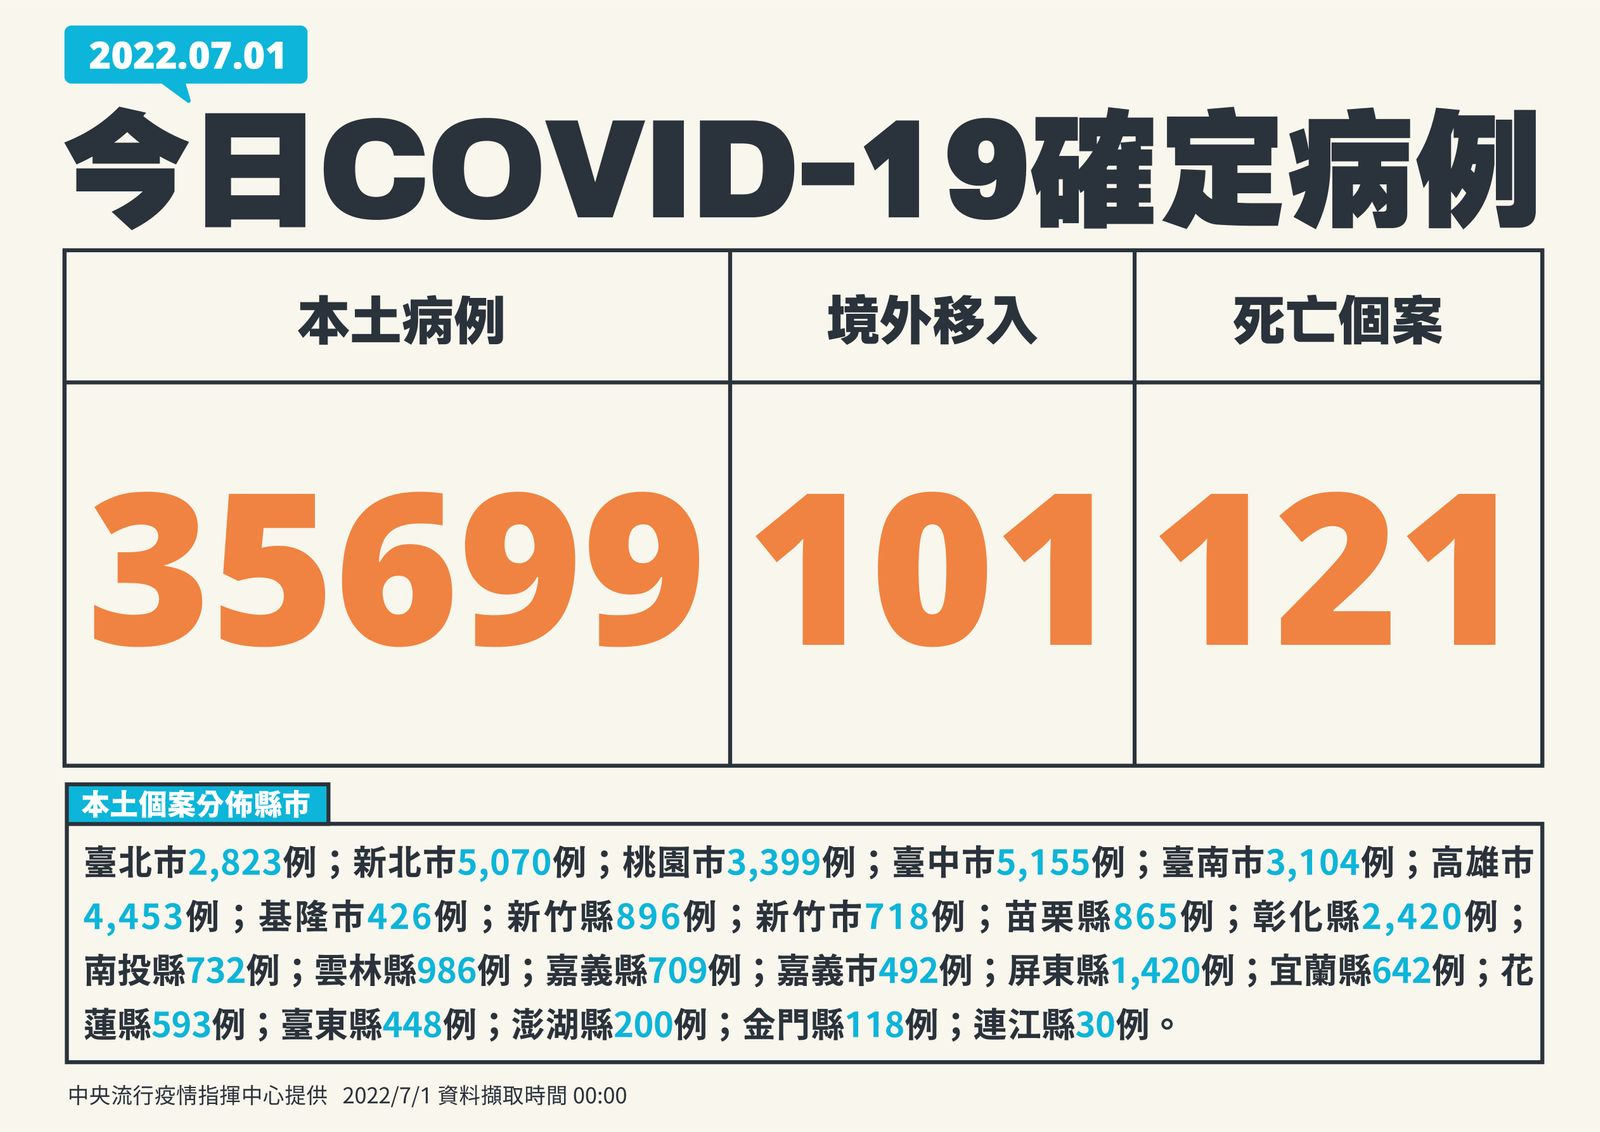 2022.07.01
今日COVID-19確定病例
本土病例
境外移入
死亡個案
35699
101
121
本土個案分佈縣市
臺北市2,823例；新北市5,070例；桃園市3,399例；臺中市5,155例；臺南市3,104例；高雄市
4,453例；基隆市426例；新竹縣896例；新竹市718例；苗栗縣865例；彰化縣2,420例；
南投縣732例；雲林縣986例；嘉義縣709例；嘉義市492例；屏東縣1,420例；宜蘭縣642例；花
蓮縣593例；臺東縣448例；澎湖縣200例；金門縣118例；連江縣30例。
中央流行疫情指揮中心提供 2022/7/1 資料擷取時間 00:00